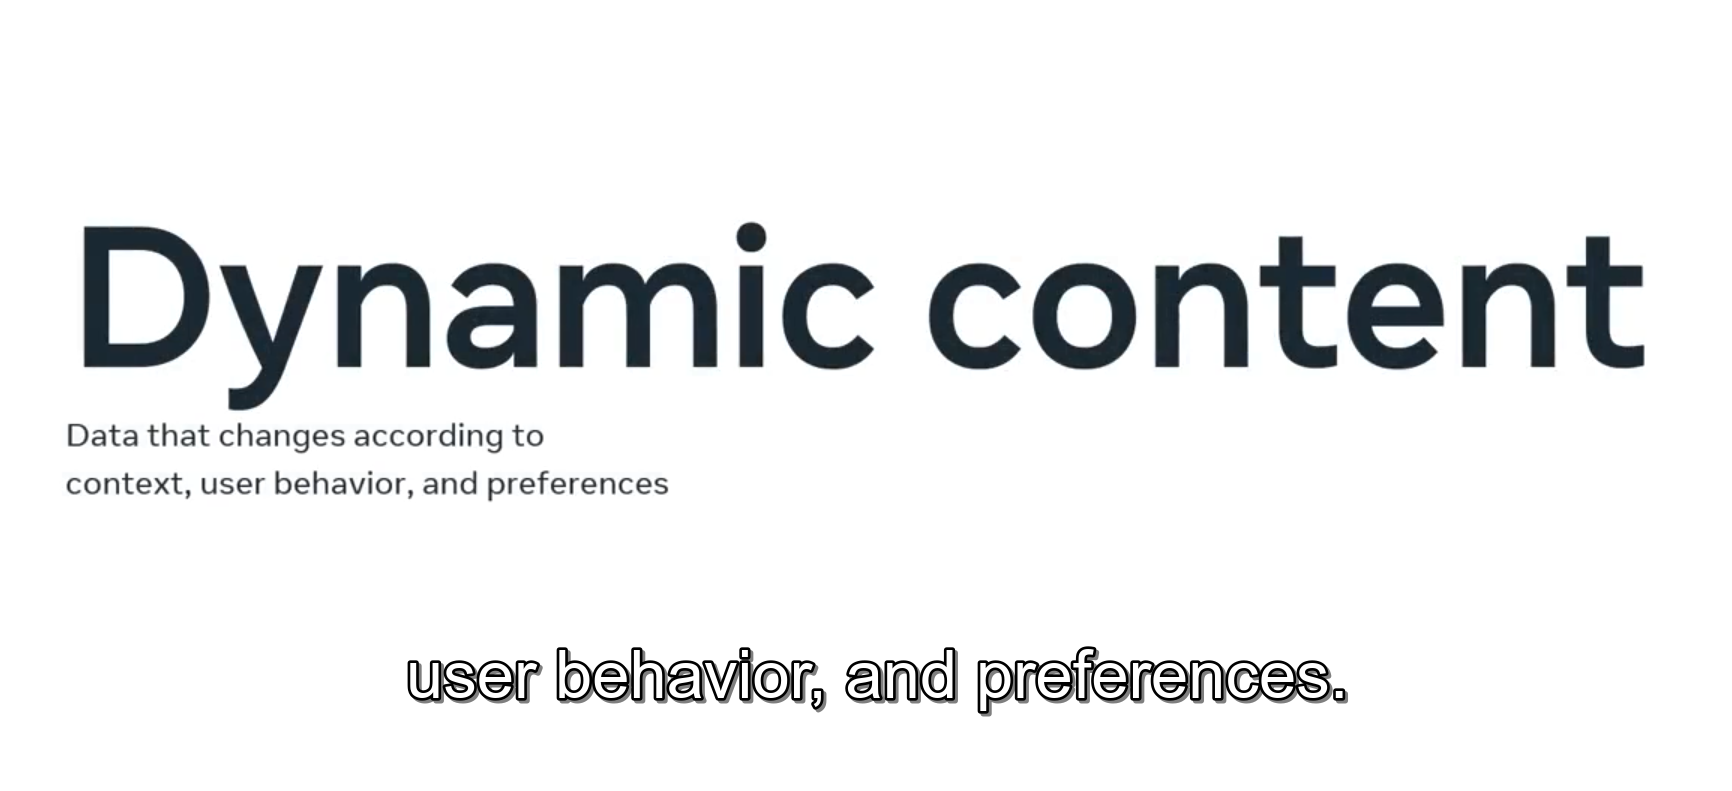 Dynamic content
Data that changes according to
context, user behavior, and preferences
user behavior, and preferences.